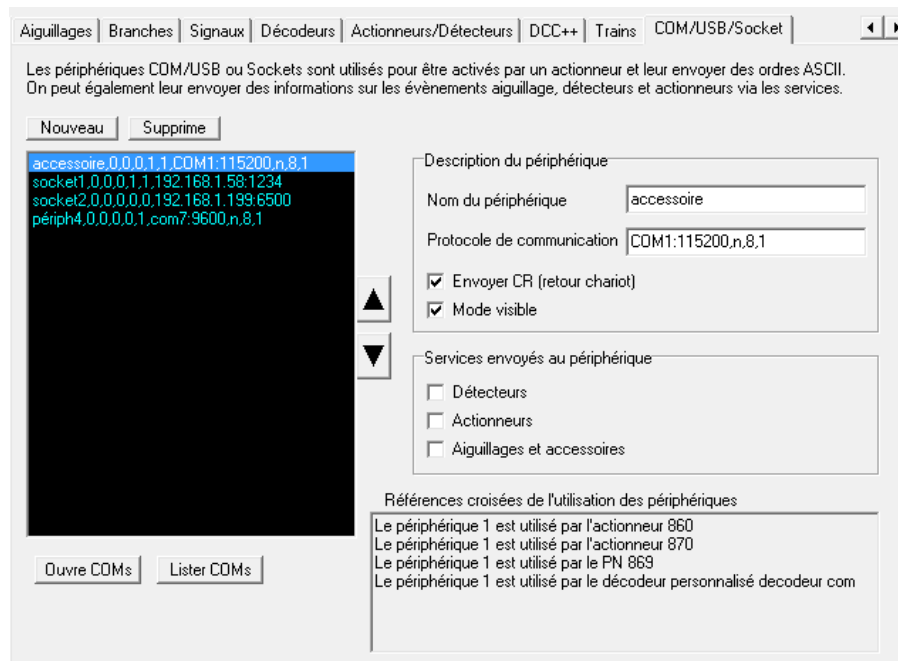 Aiguillages Branches Signaux Décodeurs Actionneurs/Détecteurs DCC++ Trains COM/USB/Socket
Les périphériques COM/USB ou Sockets sont utilisés pour être activés par un actionneur et leur envoyer des ordres ASCII.
On peut également leur envoyer des informations sur les évènements aiguillage, détecteurs et actionneurs via les services.
Nouveau Supprime
accessoire,0,0,0,1,1,COM1:115200,n,8,1
socket1,0,0,0,1,1,192.168.1.58:1234
socket2,0,0,0,0,0,192.168.1.199:6500
périph4,0,0,0,0,1,com7:9600,n,8,1
Description du périphérique
Nom du périphérique accessoire
Protocole de communication COM1:115200,n,8,1
Envoyer CR (retour chariot)
Mode visible
Services envoyés au périphérique
Détecteurs
Actionneurs
Aiguillages et accessoires
Références croisées de l'utilisation des périphériques
Le périphérique 1 est utilisé par l'actionneur 860
Le périphérique 1 est utilisé par l'actionneur 870
Le périphérique 1 est utilisé par le PN 869
Le périphérique 1 est utilisé par le décodeur personnalisé decodeur com
Ouvre COMs Lister COMs